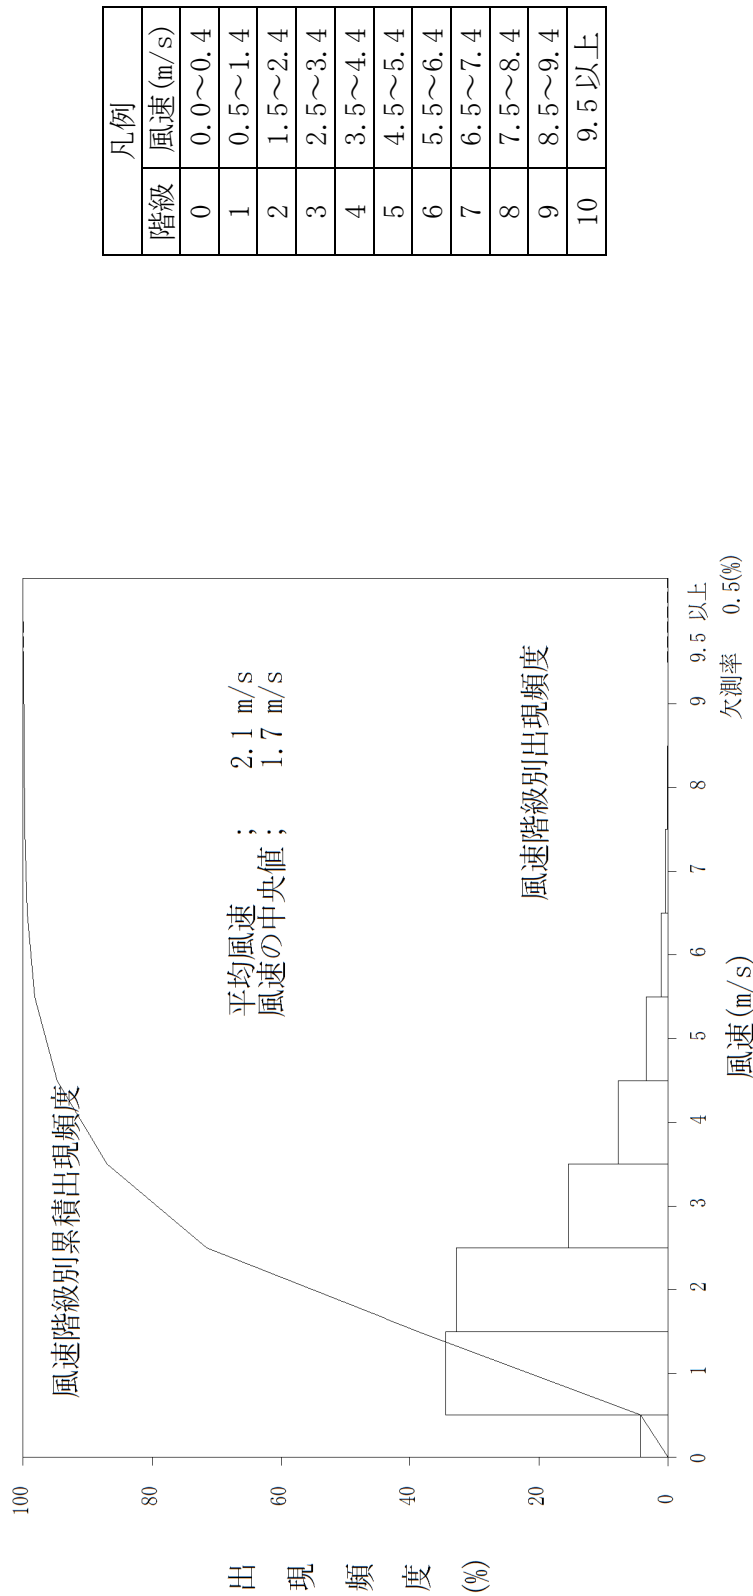 風速階級別累積出現頻度
平均風速 ; 2.1 m/s
風速の中央値; 1.7 m/s
風速階級別出現頻度
出現頻度(%)
100
80
60
40
20
0
0 1 2 3 4 5 6 7 8 9 9.5 以上
風速(m/s)
欠測率 0.5(%)
凡例
階級 風速(m/s)
0 0.0～0.4
1 0.5～1.4
2 1.5～2.4
3 2.5～3.4
4 3.5～4.4
5 4.5～5.4
6 5.5～6.4
7 6.5～7.4
8 7.5～8.4
9 8.5～9.4
10 9.5 以上